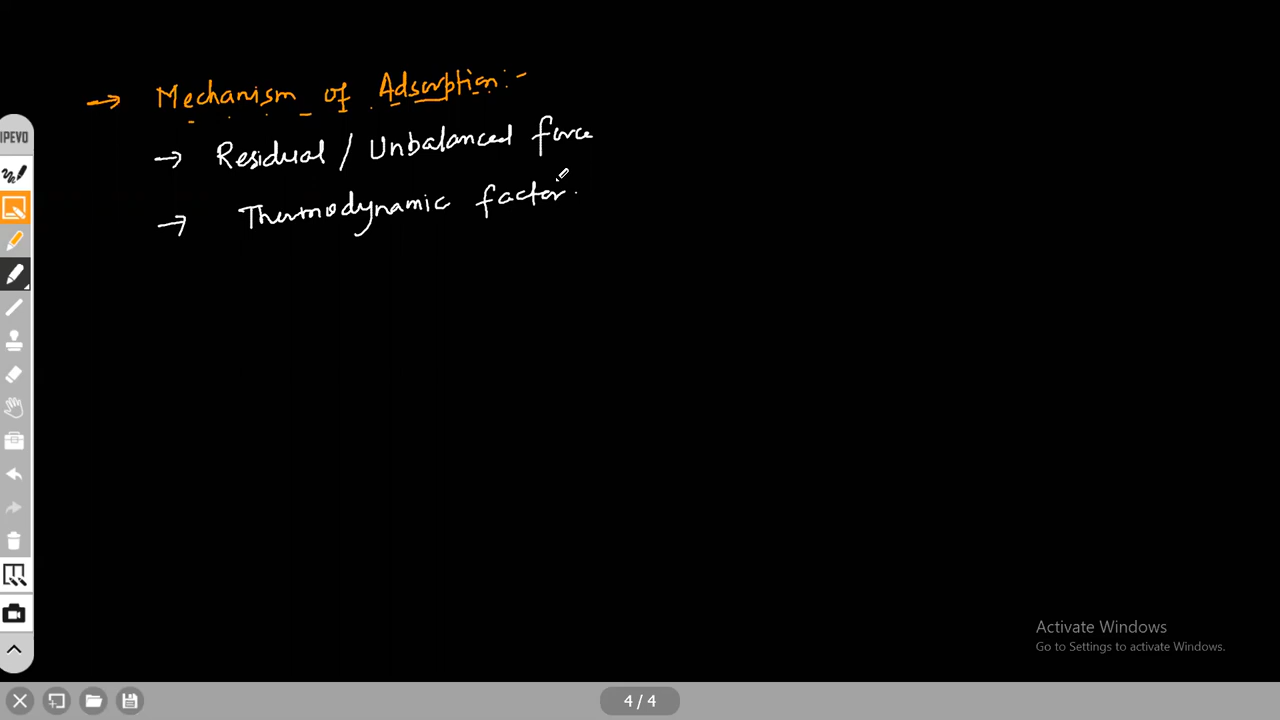 → Mechanism of Adsorption:-
→ Residual / Unbalanced force
→ Thermodynamic factor.
IPEVO
Activate Windows
Go to Settings to activate Windows.
4 / 4